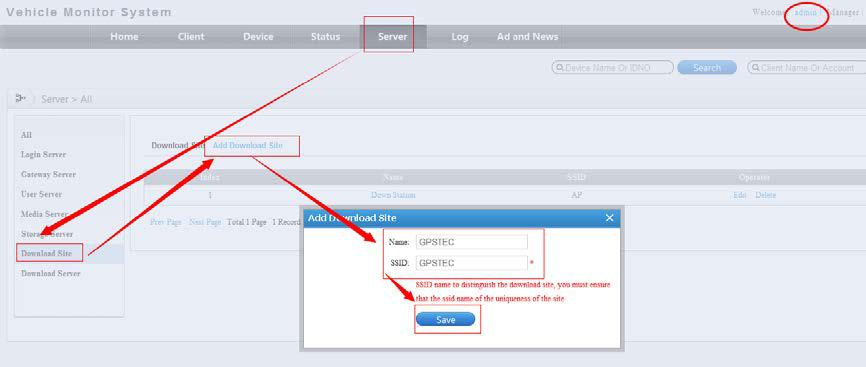 Vehicle Monitor System
Welcome admin | Manager |
Home Client Device Status Server Log Ad and News
Device Name Or IDNO Search Client Name Or Account
Server > All
All
Login Server
Gateway Server
User Server
Media Server
Storage Server
Download Site
Download Server
Download Site Add Download Site
Index Name SSID Operator
1 Down Station AP Edit Delete
Prev Page Next Page Total 1 Page 1 Record
Add Download Site
Name: GPSTEC
SSID: GPSTEC *
SSID name to distinguish the download site, you must ensure
that the ssid name of the uniqueness of the site
Save